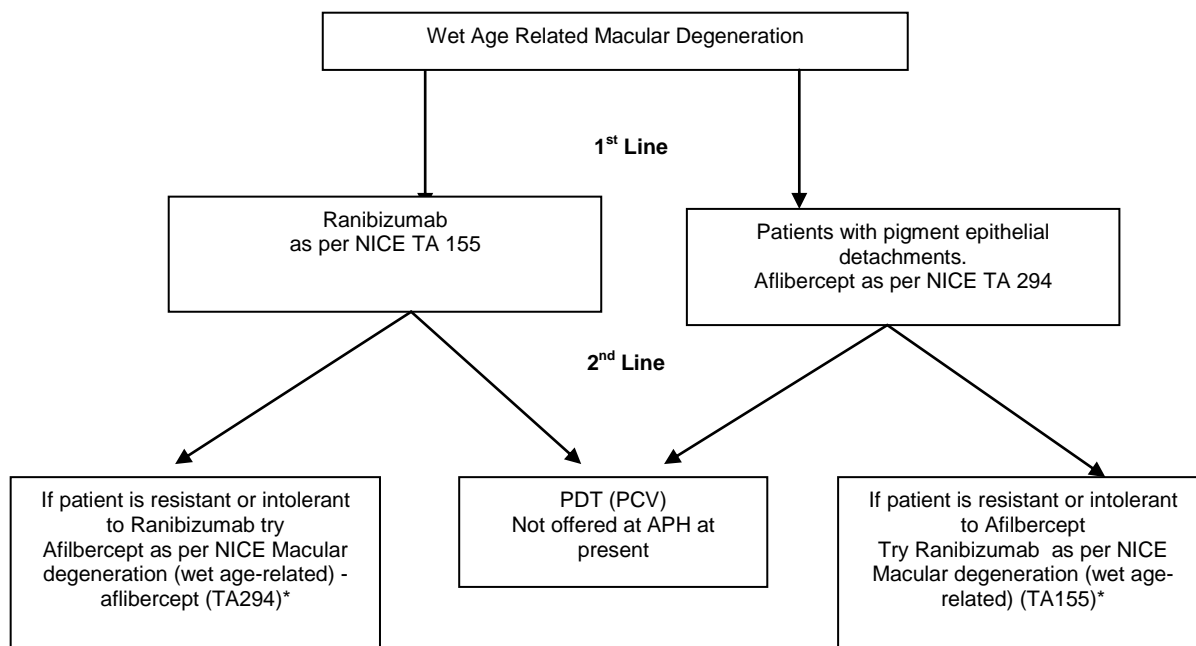 Wet Age Related Macular Degeneration
1st Line
Ranibizumab
as per NICE TA 155
Patients with pigment epithelial
detachments.
Aflibercept as per NICE TA 294
2nd Line
If patient is resistant or intolerant
to Ranibizumab try
Afilbercept as per NICE Macular
degeneration (wet age-related) -
aflibercept (TA294)*
PDT (PCV)
Not offered at APH at
present
If patient is resistant or intolerant
to Afilbercept
Try Ranibizumab as per NICE
Macular degeneration (wet age-
related) (TA155)*